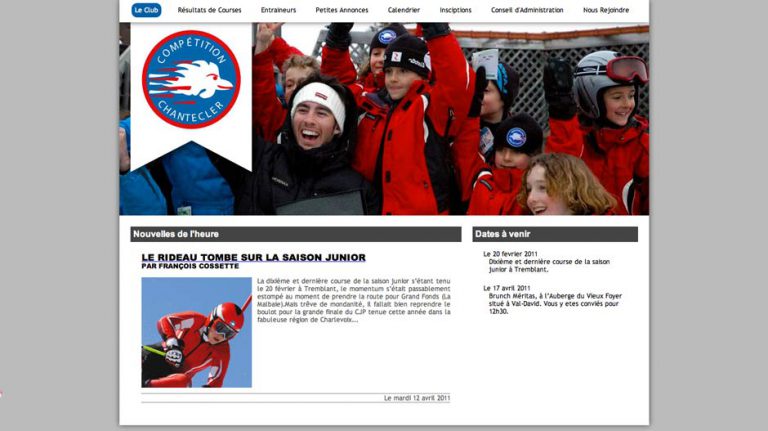 Le Club Résultats de Courses Entraineurs Petites Annonces Calendrier Insciptions Conseil d'Administration Nous Rejoindre
COMPÉTITION
CHANTECLER
Nouvelles de l'heure
LE RIDEAU TOMBE SUR LA SAISON JUNIOR
PAR FRANÇOIS COSSETTE
La dixième et dernière course de la saison junior s'étant tenu
le 20 février à Tremblant, le momentum s'était passablement
estompé au moment de prendre la route pour Grand Fonds (La
Malbaie).Mais trêve de mondanité, il fallait bien reprendre le
boulot pour la grande finale du CJP tenue cette année dans la
fabuleuse région de Charlevoix...
Le mardi 12 avril 2011
Dates à venir
Le 20 fevrier 2011
Dixième et dernière course de la saison
junior à Tremblant.
Le 17 avril 2011
Brunch Méritas, à l'Auberge du Vieux Foyer
situé à Val-David. Vous y etes conviés pour
12h30.